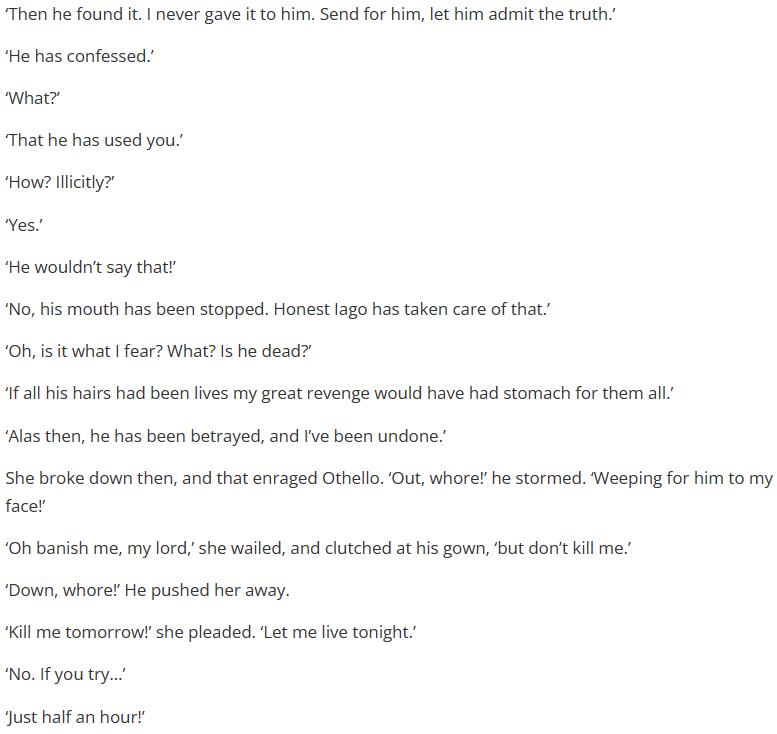 ‘Then he found it. I never gave it to him. Send for him, let him admit the truth.’
‘He has confessed.’
‘What?’
‘That he has used you.’
‘How? Illicitly?’
‘Yes.’
‘He wouldn’t say that!’
‘No, his mouth has been stopped. Honest Iago has taken care of that.’
‘Oh, is it what I fear? What? Is he dead?’
‘If all his hairs had been lives my great revenge would have had stomach for them all.’
‘Alas then, he has been betrayed, and I’ve been undone.’
She broke down then, and that enraged Othello. ‘Out, whore!’ he stormed. ‘Weeping for him to my
face!’
‘Oh banish me, my lord,’ she wailed, and clutched at his gown, ‘but don’t kill me.’
‘Down, whore!’ He pushed her away.
‘Kill me tomorrow!’ she pleaded. ‘Let me live tonight.’
‘No. If you try…’
‘Just half an hour!’